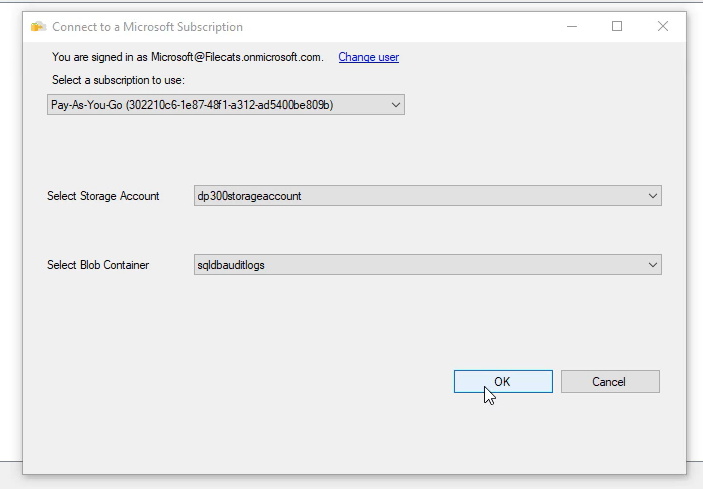 Connect to a Microsoft Subscription
You are signed in as Microsoft@Filecats.onmicrosoft.com. Change user
Select a subscription to use:
Pay-As-You-Go (302210c6-1e87-48f1-a312-ad5400be809b)
Select Storage Account dp300storageaccount
Select Blob Container sqldbauditlogs
OK Cancel